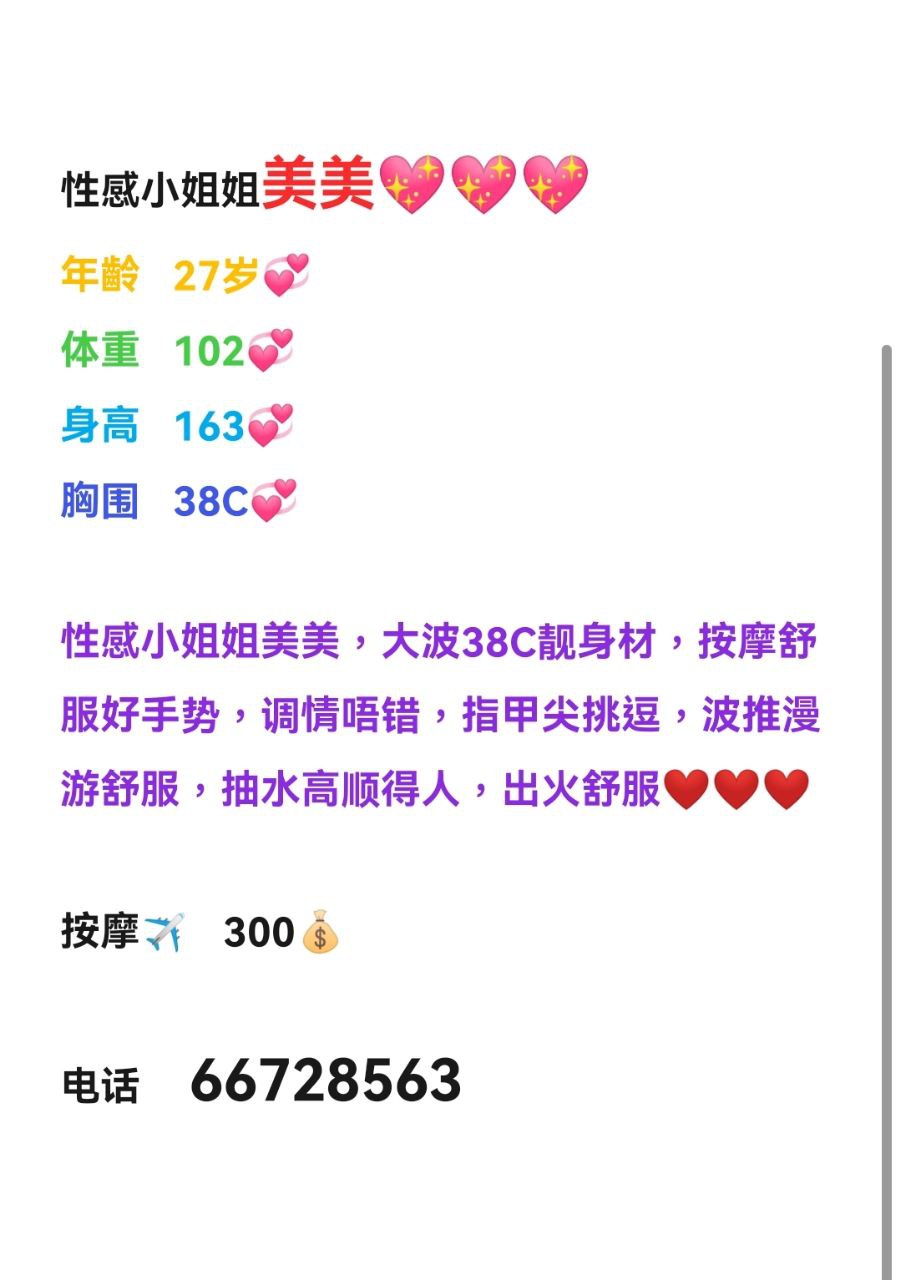 性感小姐姐美美💖💖💖
年龄 27岁💞
体重 102💞
身高 163💞
胸围 38C💞
性感小姐姐美美，大波38C靓身材，按摩舒
服好手势，调情唔错，指甲尖挑逗，波推漫
游舒服，抽水高顺得人，出火舒服❤️❤️❤️
按摩✈️ 300💰
电话 66728563